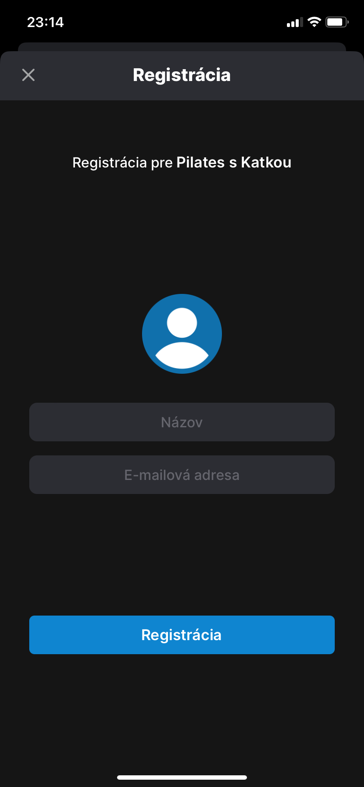 23:14
Registrácia
Registrácia pre Pilates s Katkou
Názov
E-mailová adresa
Registrácia